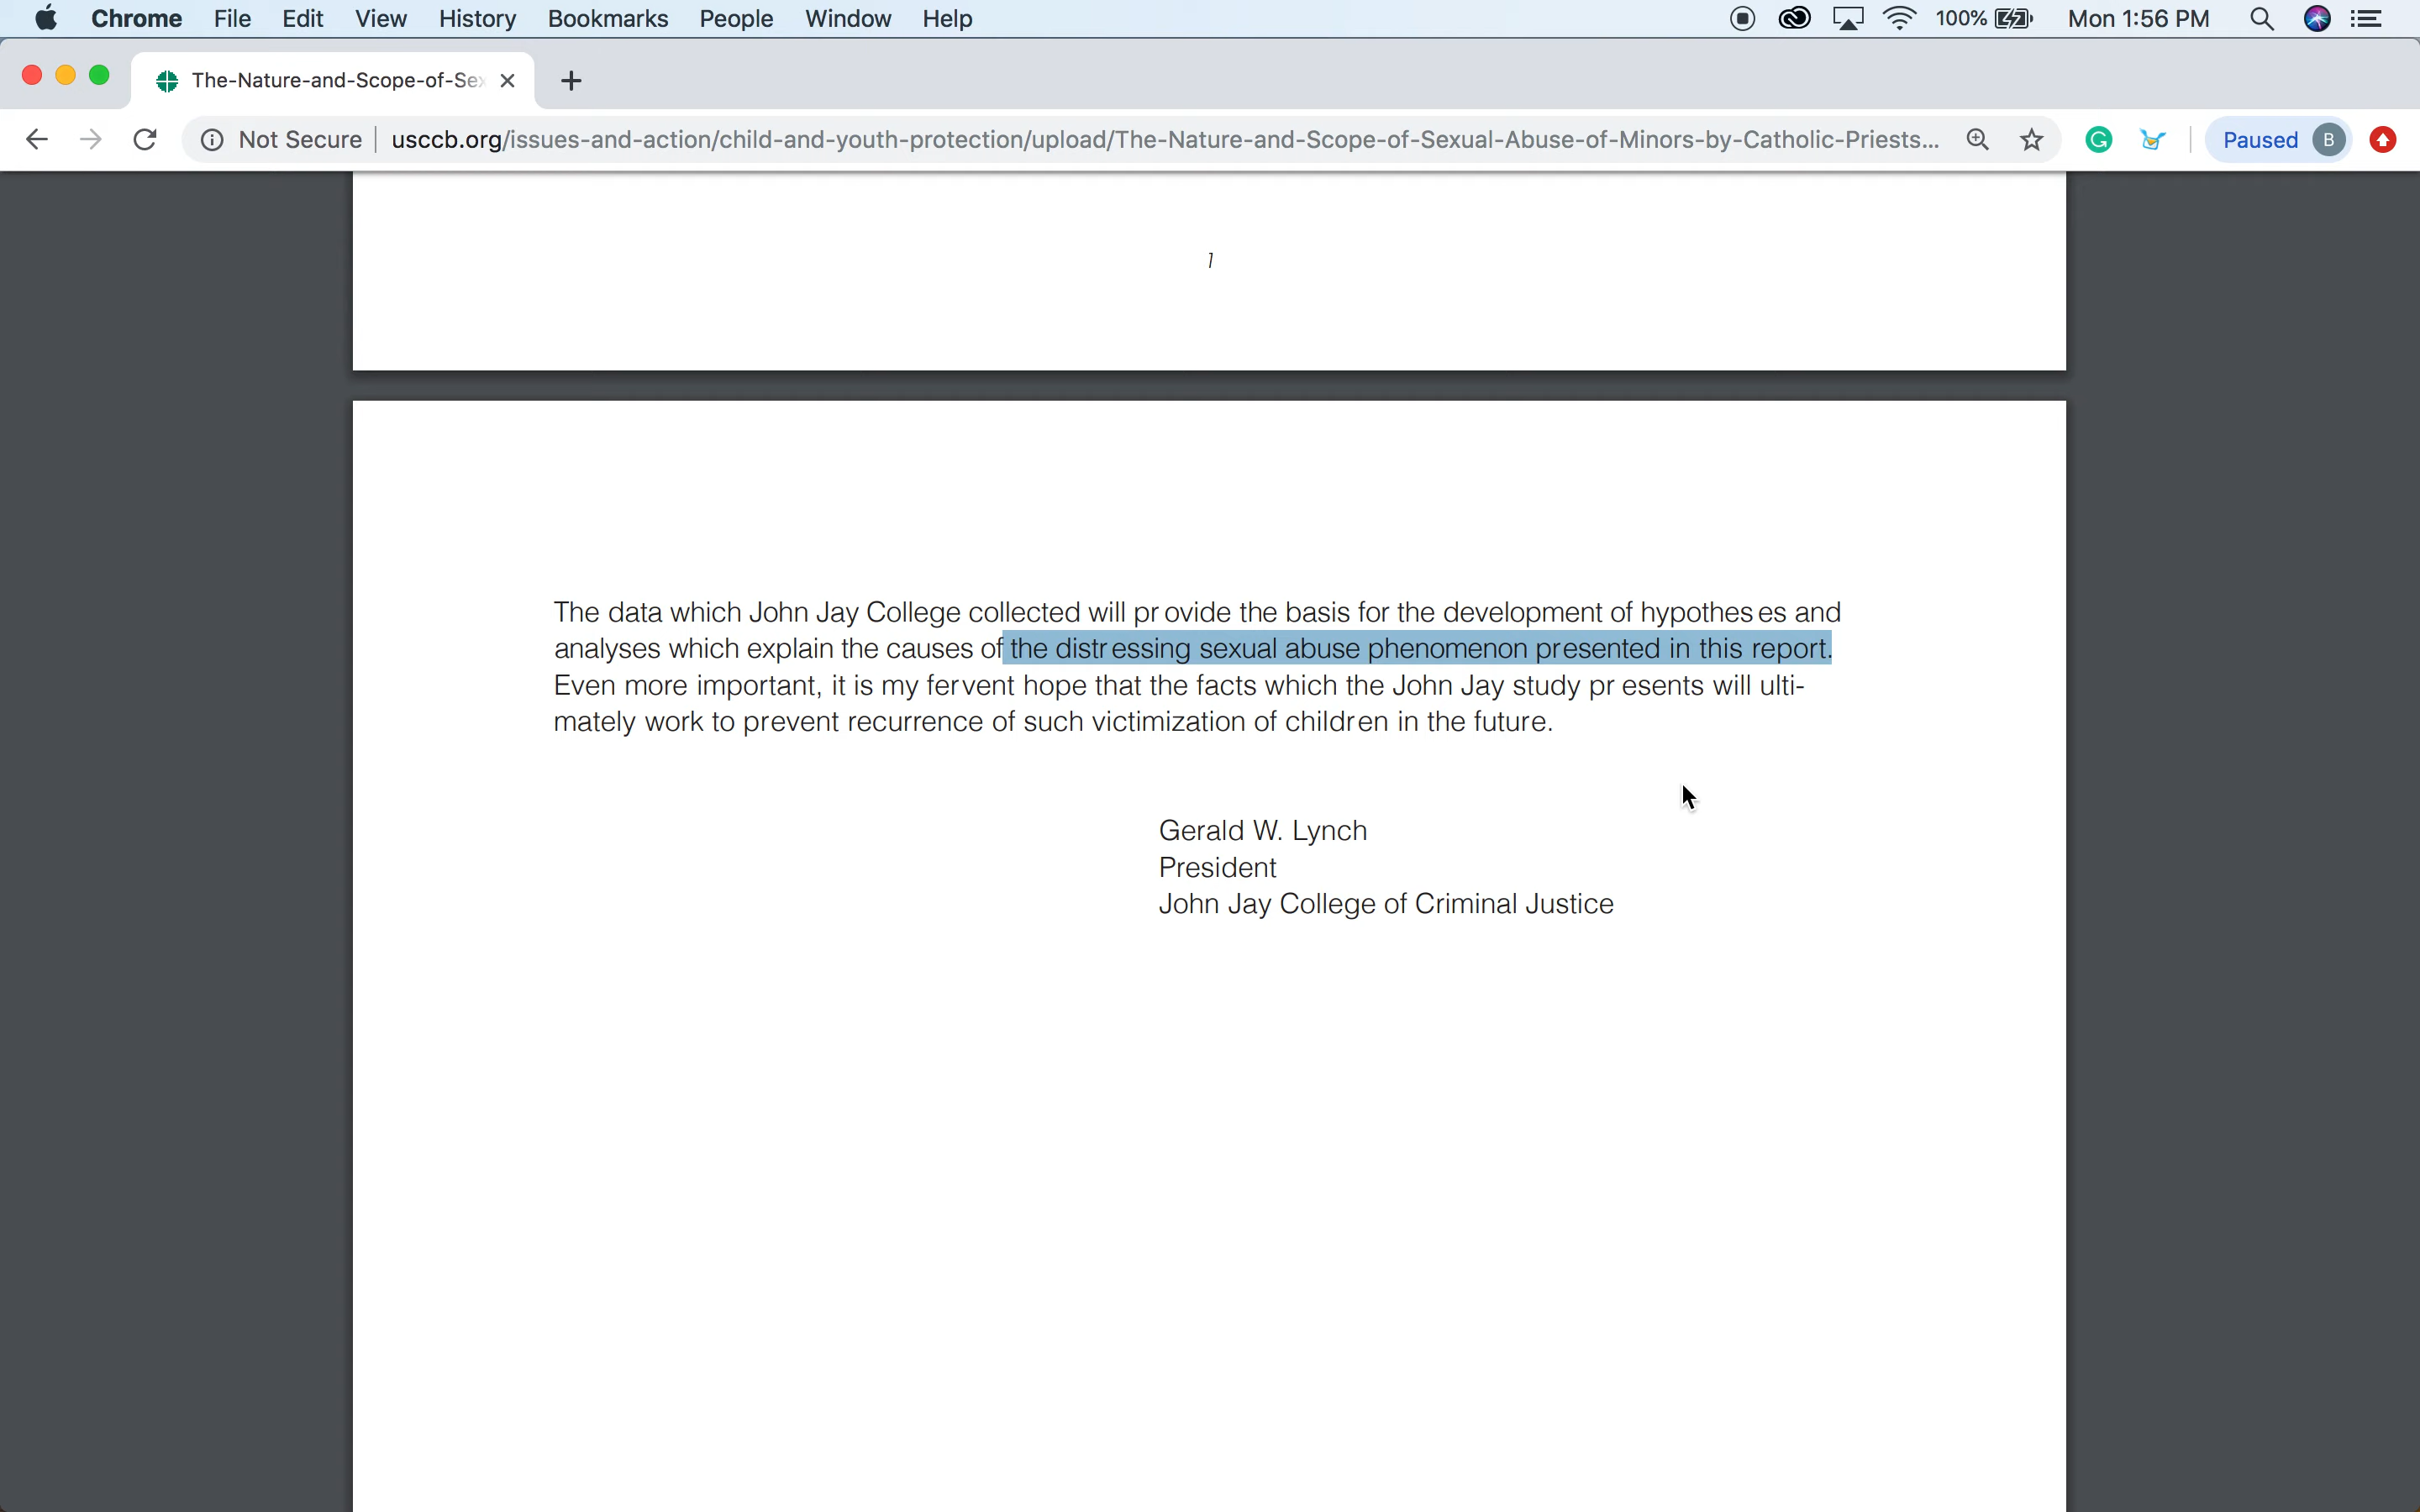 Chrome File Edit View History Bookmarks People Window Help 100% Mon 1:56 PM
The-Nature-and-Scope-of-Sex
Not Secure usccb.org/issues-and-action/child-and-youth-protection/upload/The-Nature-and-Scope-of-Sexual-Abuse-of-Minors-by-Catholic-Priests... Paused B
1
The data which John Jay College collected will pr ovide the basis for the development of hypothes es and
analyses which explain the causes of the distr essing sexual abuse phenomenon presented in this report.
Even more important, it is my fervent hope that the facts which the John Jay study pr esents will ulti-
mately work to prevent recurrence of such victimization of children in the future.
Gerald W. Lynch
President
John Jay College of Criminal Justice